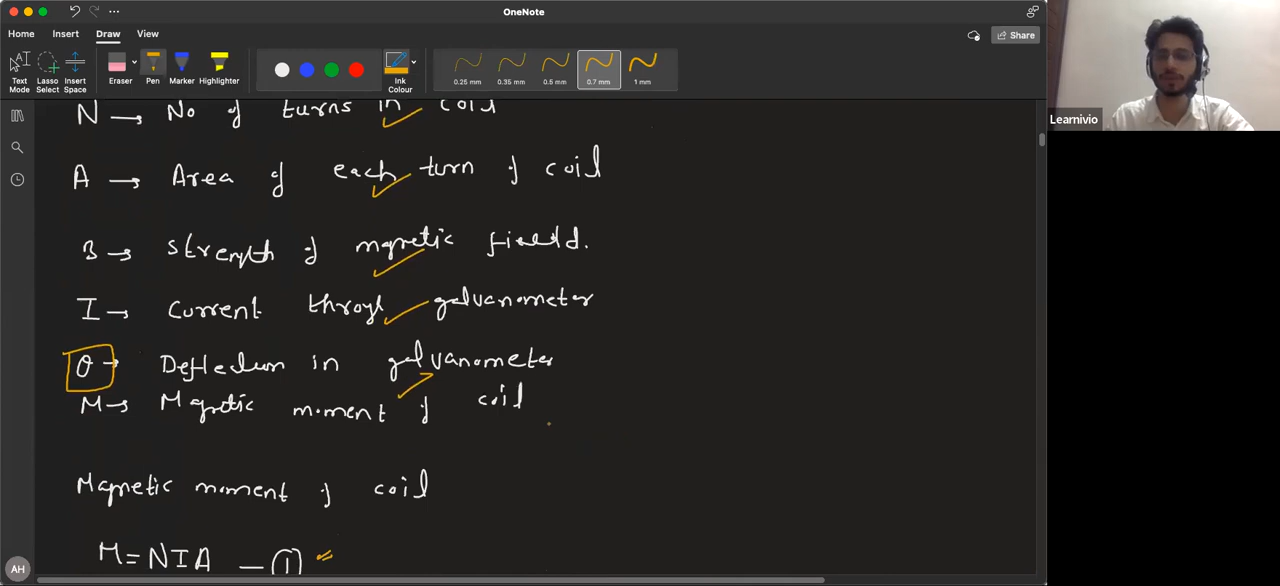 OneNote
Home Insert Draw View
Share
Text Mode Lasso Select Insert Space Eraser Pen Marker Highlighter Ink Colour 0.25 mm 0.35 mm 0.5 mm 0.7 mm 1 mm
Learnivio
N → No of turns in coil
A → Area of each turn of coil
B → Strength of magnetic field.
I → Current through galvanometer
θ → Deflection in galvanometer
M → Magnetic moment of coil
Magnetic moment of coil
M = NIA — ①
AH